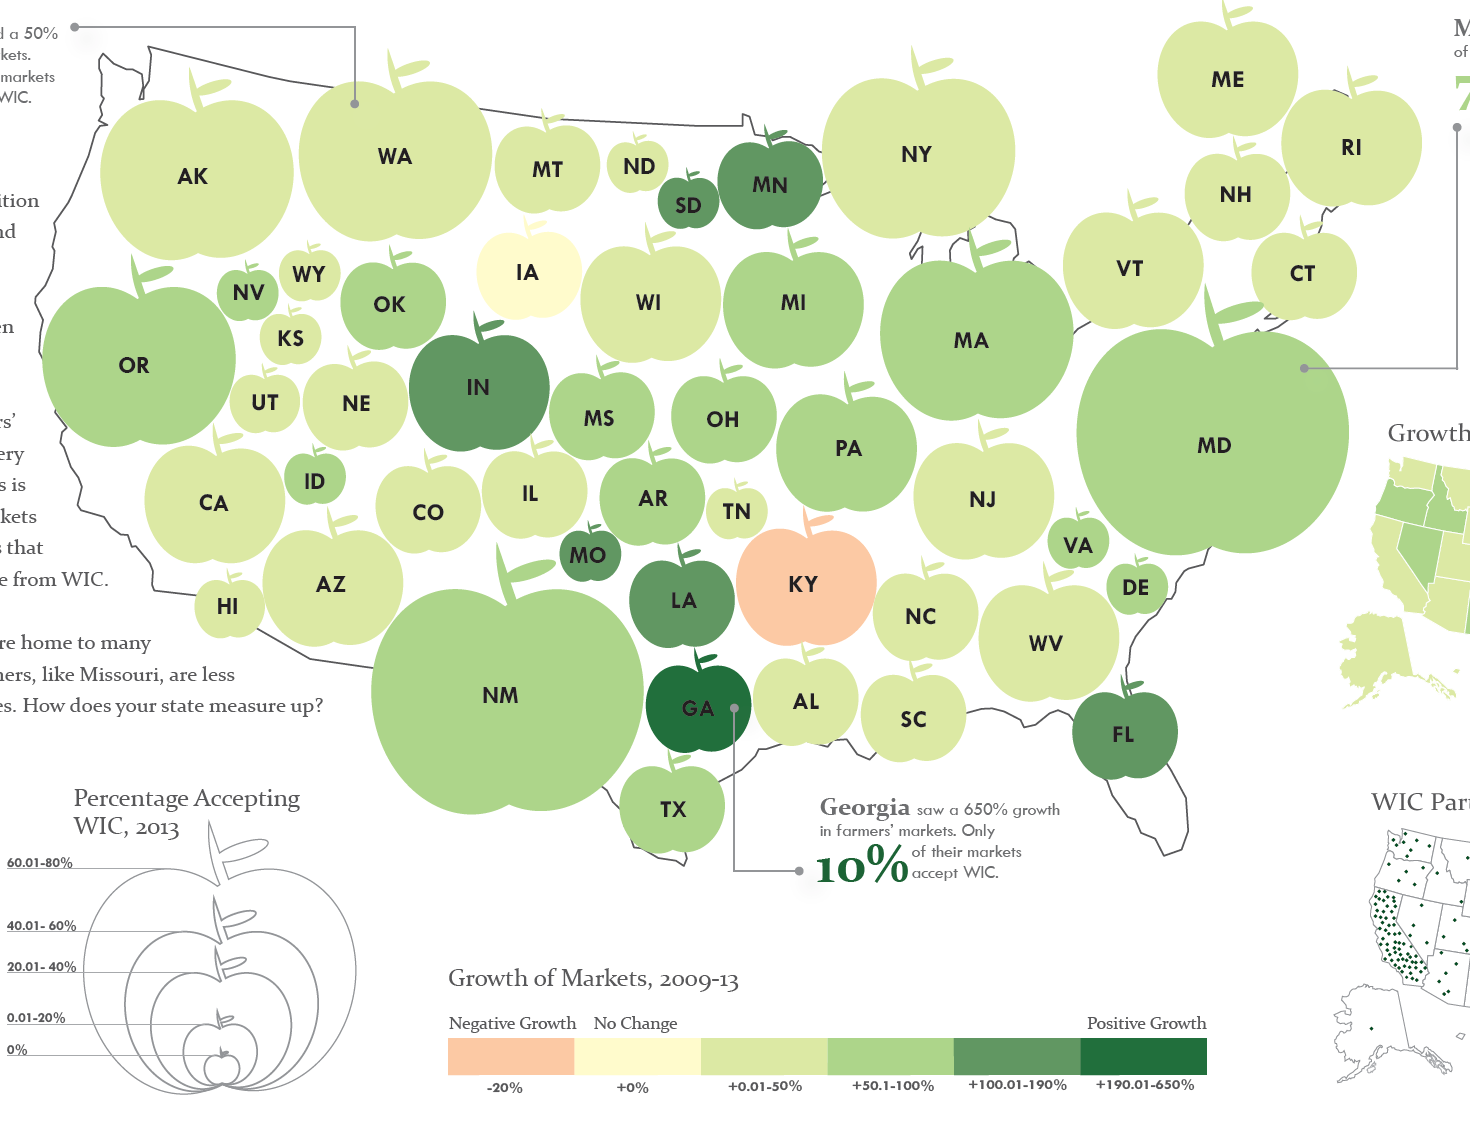 a 50%
kets.
markets
WIC.
M
of
7
ME
RI
NY
WA
AK
MT
ND
MN
SD
NH
VT
CT
IA
WY
NV
OK
WI
MI
KS
OR
MA
IN
UT
NE
MS
OH
PA
MD
ID
CA
CO
IL
AR
TN
NJ
VA
MO
AZ
HI
LA
KY
DE
NC
WV
NM
GA
AL
SC
FL
TX
ition
nd
en
rs’
ery
s is
kets
s that
e from WIC.
re home to many
ners, like Missouri, are less
es. How does your state measure up?
Growth
WIC Part
Percentage Accepting
WIC, 2013
60.01-80%
40.01- 60%
20.01- 40%
0.01-20%
0%
Georgia saw a 650% growth
in farmers’ markets. Only
10% of their markets
accept WIC.
Growth of Markets, 2009-13
Negative Growth No Change Positive Growth
-20% +0% +0.01-50% +50.1-100% +100.01-190% +190.01-650%